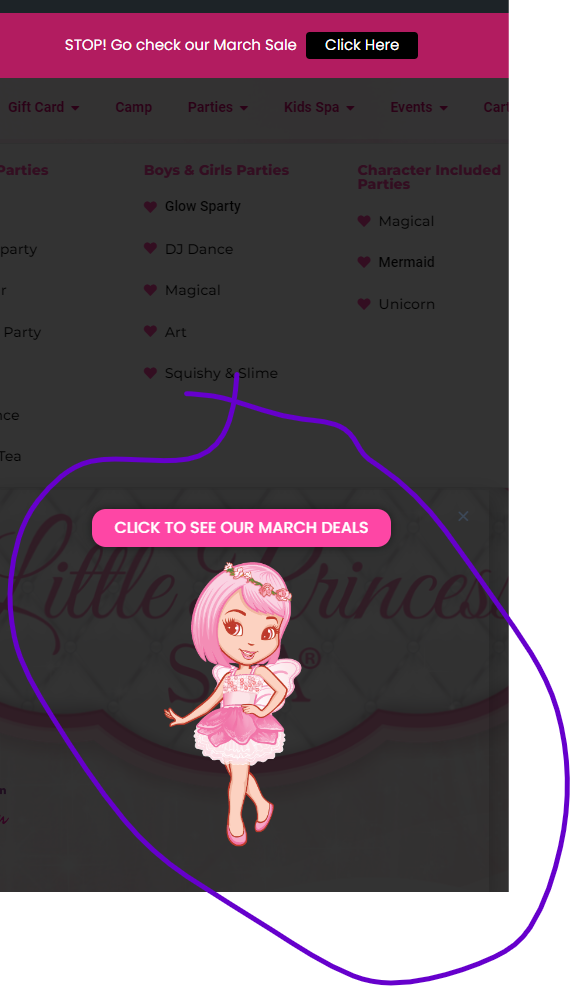 STOP! Go check our March Sale Click Here
Gift Card Camp Parties Kids Spa Events Cart
Parties
party
r
Party
nce
Tea
Boys & Girls Parties
Glow Sparty
DJ Dance
Magical
Art
Squishy & Slime
Character Included
Parties
Magical
Mermaid
Unicorn
CLICK TO SEE OUR MARCH DEALS
Little Princess
SPA®